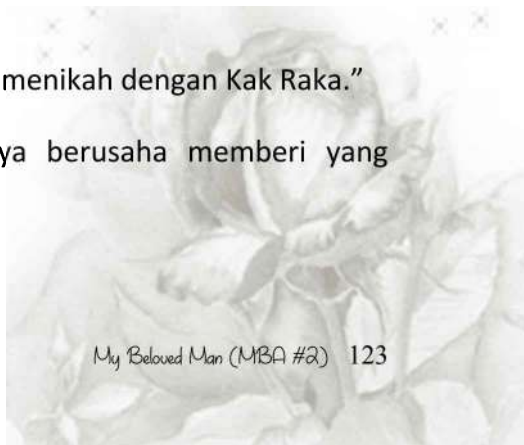 menikah dengan Kak Raka.”
ya berusaha memberi yang
My Beloved Man (MBA #2) 123